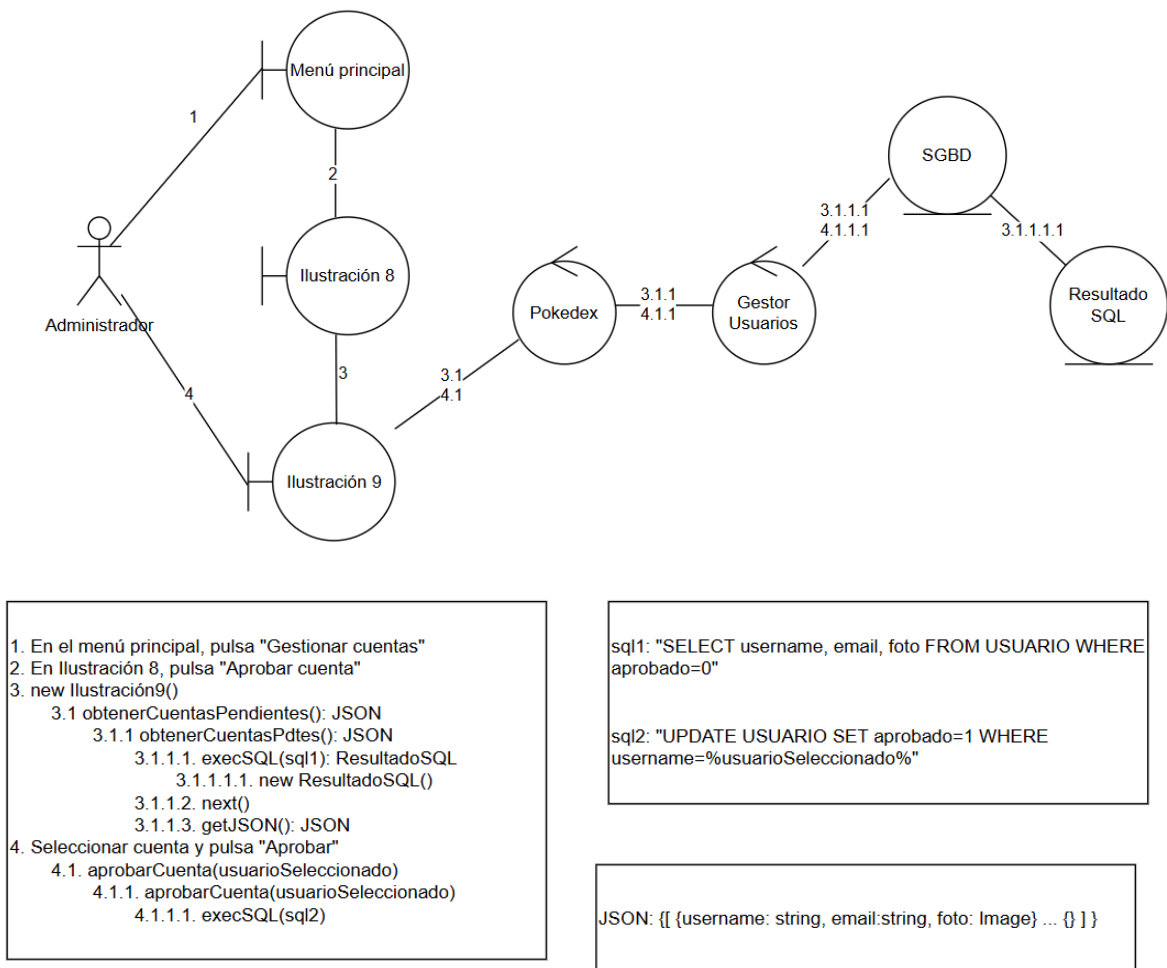 Menú principal
1
2
SGBD
3.1.1.1
4.1.1.1
3.1.1.1.1
Administrador
Ilustración 8
Pokedex
3.1.1
4.1.1
Gestor
Usuarios
Resultado
SQL
3
3.1
4.1
4
Ilustración 9
1. En el menú principal, pulsa "Gestionar cuentas"
2. En Ilustración 8, pulsa "Aprobar cuenta"
3. new Ilustración9()
3.1 obtenerCuentasPendientes(): JSON
3.1.1 obtenerCuentasPdtes(): JSON
3.1.1.1. execSQL(sql1): ResultadoSQL
3.1.1.1.1. new ResultadoSQL()
3.1.1.2. next()
3.1.1.3. getJSON(): JSON
4. Seleccionar cuenta y pulsa "Aprobar"
4.1. aprobarCuenta(usuarioSeleccionado)
4.1.1. aprobarCuenta(usuarioSeleccionado)
4.1.1.1. execSQL(sql2)
sql1: "SELECT username, email, foto FROM USUARIO WHERE
aprobado=0"
sql2: "UPDATE USUARIO SET aprobado=1 WHERE
username=%usuarioSeleccionado%"
JSON: {[ {username: string, email:string, foto: Image} ... {} ] }